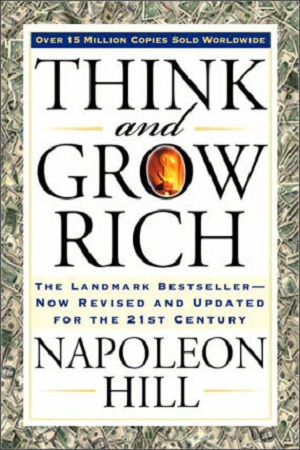 OVER 15 MILLION COPIES SOLD WORLDWIDE
THINK
and
GROW
RICH
THE LANDMARK BESTSELLER—
NOW REVISED AND UPDATED
FOR THE 21ST CENTURY
NAPOLEON
HILL